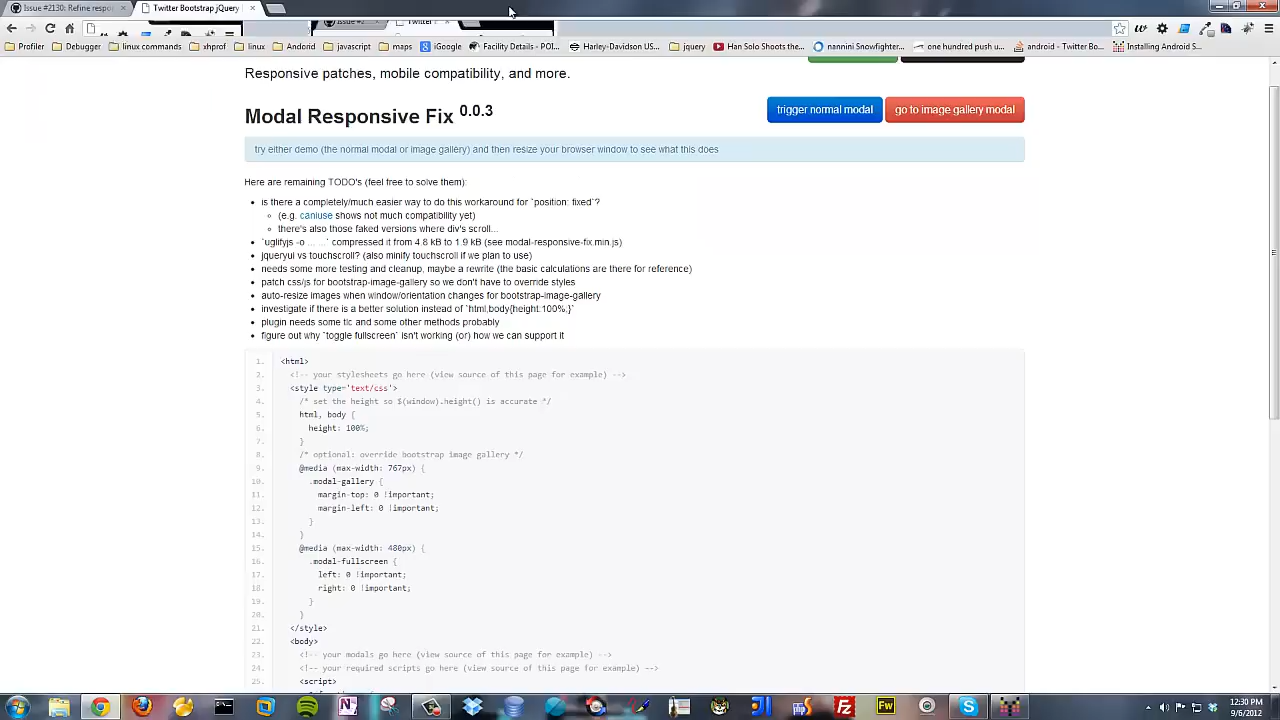 Issue #2130: Refine respo
Twitter Bootstrap jQuery
Farmer
Debugger
linux commands
xhprof
linux
Andorid
javascript
maps
iGoogle
Facility Details - POI...
Harley-Davidson US...
jquery
Han Solo Shoots the...
nannini Snowfighter...
one hundred push u...
android - Twitter Bo...
Installing Android S...
Responsive patches, mobile compatibility, and more.
Modal Responsive Fix 0.0.3
trigger normal modal
go to image gallery modal
try either demo (the normal modal or image gallery) and then resize your browser window to see what this does
Here are remaining TODO's (feel free to solve them):
is there a completely/much easier way to do this workaround for `position: fixed`?
(e.g. caniuse shows not much compatibility yet)
there's also those faked versions where div's scroll...
`uglifyjs -o ... ...` compressed it from 4.8 kB to 1.9 kB (see modal-responsive-fix.min.js)
jqueryui vs touchscroll? (also minify touchscroll if we plan to use)
needs some more testing and cleanup, maybe a rewrite (the basic calculations are there for reference)
patch css/js for bootstrap-image-gallery so we don't have to override styles
auto-resize images when window/orientation changes for bootstrap-image-gallery
investigate if there is a better solution instead of `html,body{height:100%;}`
plugin needs some tlc and some other methods probably
figure out why `toggle fullscreen` isn't working (or) how we can support it
1. <html>
2. <!-- your stylesheets go here (view source of this page for example) -->
3. <style type='text/css'>
4. /* set the height so $(window).height() is accurate */
5. html, body {
6. height: 100%;
7. }
8. /* optional: override bootstrap image gallery */
9. @media (max-width: 767px) {
10. .modal-gallery {
11. margin-top: 0 !important;
12. margin-left: 0 !important;
13. }
14. }
15. @media (max-width: 480px) {
16. .modal-fullscreen {
17. left: 0 !important;
18. right: 0 !important;
19. }
20. }
21. </style>
22. <body>
23. <!-- your modals go here (view source of this page for example) -->
24. <!-- your required scripts go here (view source of this page for example) -->
25. <script>
12:30 PM
9/6/2012